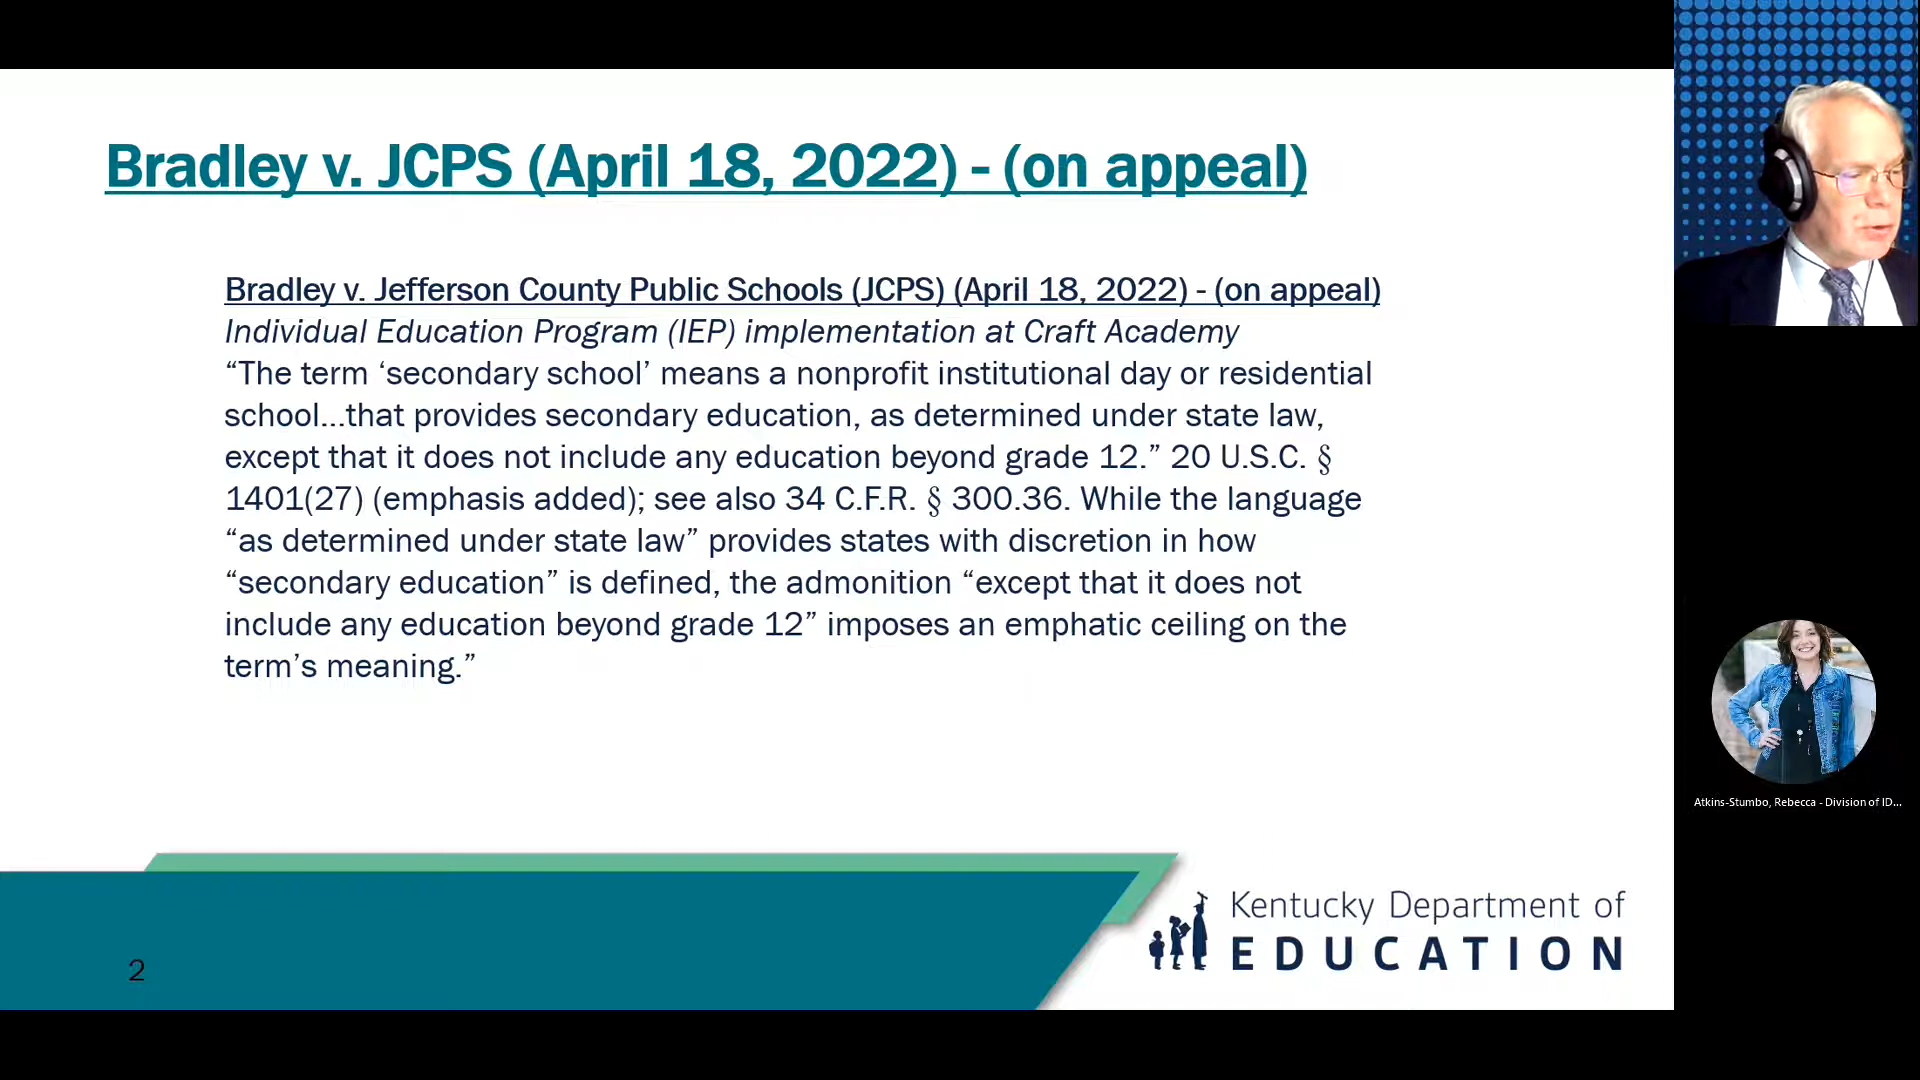 Bradley v. JCPS (April 18, 2022) - (on appeal)
Bradley v. Jefferson County Public Schools (JCPS) (April 18, 2022) - (on appeal)
Individual Education Program (IEP) implementation at Craft Academy
“The term ‘secondary school’ means a nonprofit institutional day or residential
school...that provides secondary education, as determined under state law,
except that it does not include any education beyond grade 12.” 20 U.S.C. §
1401(27) (emphasis added); see also 34 C.F.R. § 300.36. While the language
“as determined under state law” provides states with discretion in how
“secondary education” is defined, the admonition “except that it does not
include any education beyond grade 12” imposes an emphatic ceiling on the
term’s meaning.”
Atkins-Stumbo, Rebecca - Division of ID...
Kentucky Department of
EDUCATION
2